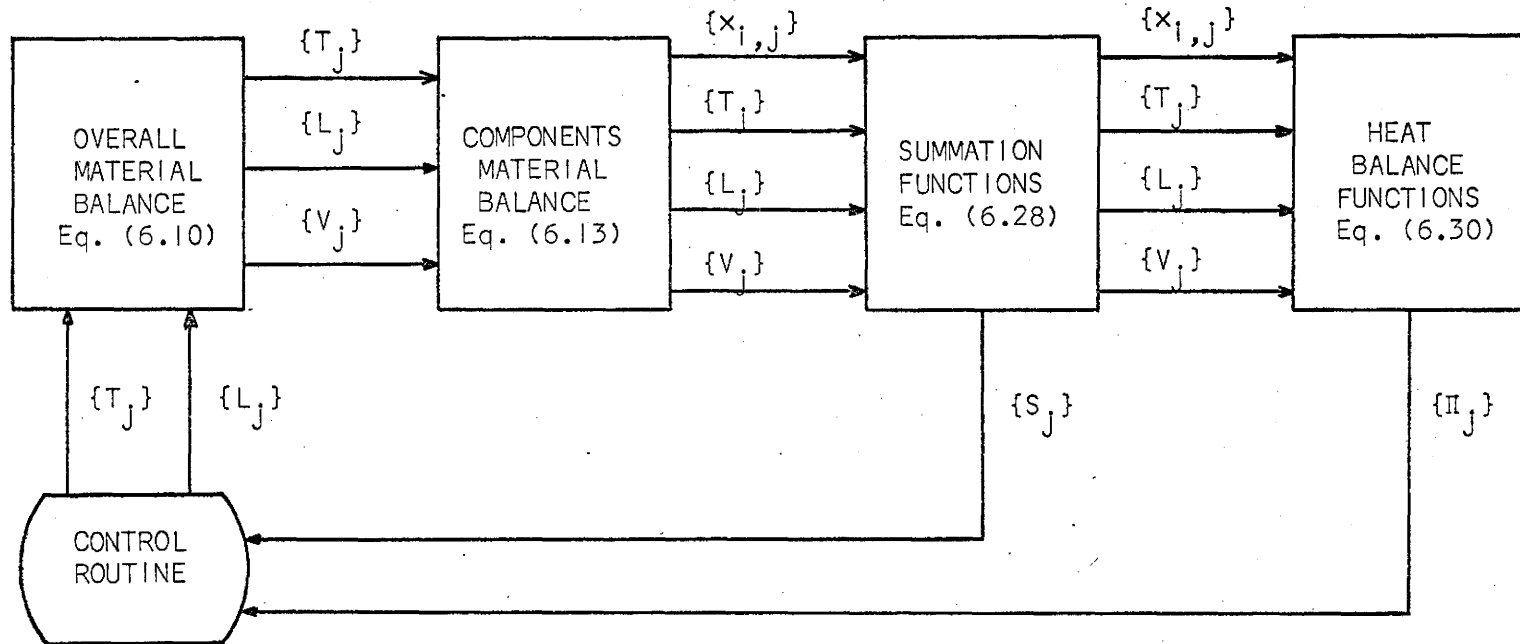 {T_j}
{L_j}
{V_j}
OVERALL
MATERIAL
BALANCE
Eq. (6.10)
COMPONENTS
MATERIAL
BALANCE
Eq. (6.13)
{x_i,j}
{T_j}
{L_j}
{V_j}
SUMMATION
FUNCTIONS
Eq. (6.28)
{x_i,j}
{T_j}
{L_j}
{V_j}
HEAT
BALANCE
FUNCTIONS
Eq. (6.30)
{T_j}
{L_j}
{S_j}
{Π_j}
CONTROL
ROUTINE